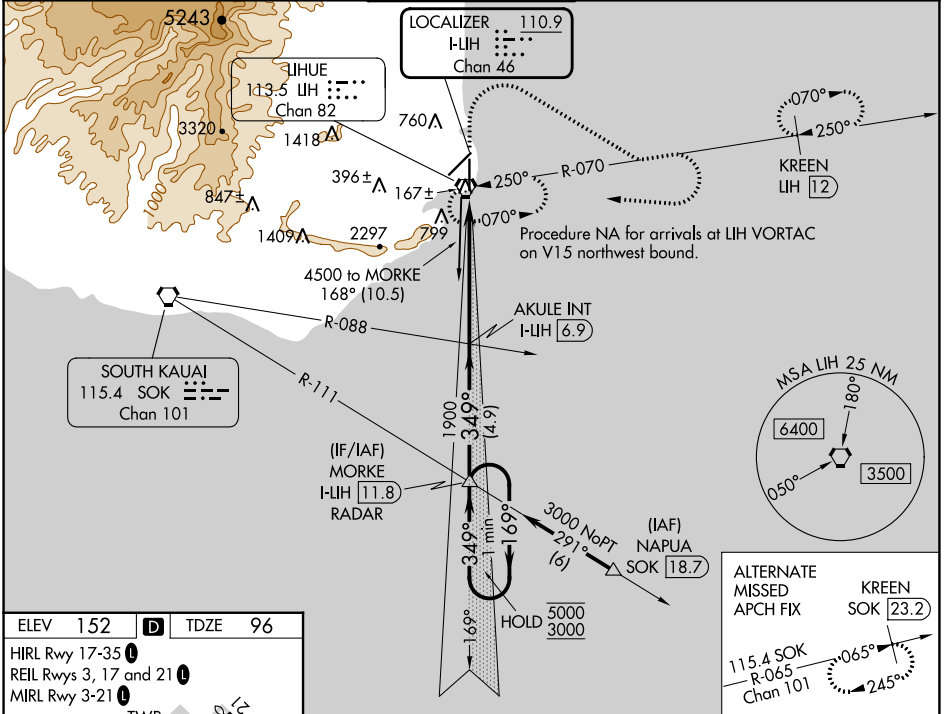 5243
LOCALIZER 110.9
I-LIH
Chan 46
LIHUE
113.5 LIH
Chan 82
3320
1418
760
396 ±
167 ±
847 ±
1000
1409
2297
799
250°
R-070
070°
070°
250°
KREEN
LIH 12
Procedure NA for arrivals at LIH VORTAC
on V15 northwest bound.
4500 to MORKE
168° (10.5)
R-088
AKULE INT
I-LIH 6.9
SOUTH KAUAI
115.4 SOK
Chan 101
R-111
1900
349°
(4.9)
MSA LIH 25 NM
180°
6400
050°
3500
(IF/IAF)
MORKE
I-LIH 11.8
RADAR
349°
1 min
169°
3000 NoPT
291°
(6)
(IAF)
NAPUA
SOK 18.7
HOLD 5000
3000
169°
ALTERNATE
MISSED
APCH FIX
KREEN
SOK 23.2
115.4 SOK
R-065
Chan 101
065°
245°
ELEV 152 D TDZE 96
HIRL Rwy 17-35 L
REIL Rwys 3, 17 and 21 L
MIRL Rwy 3-21 L
TWR
21